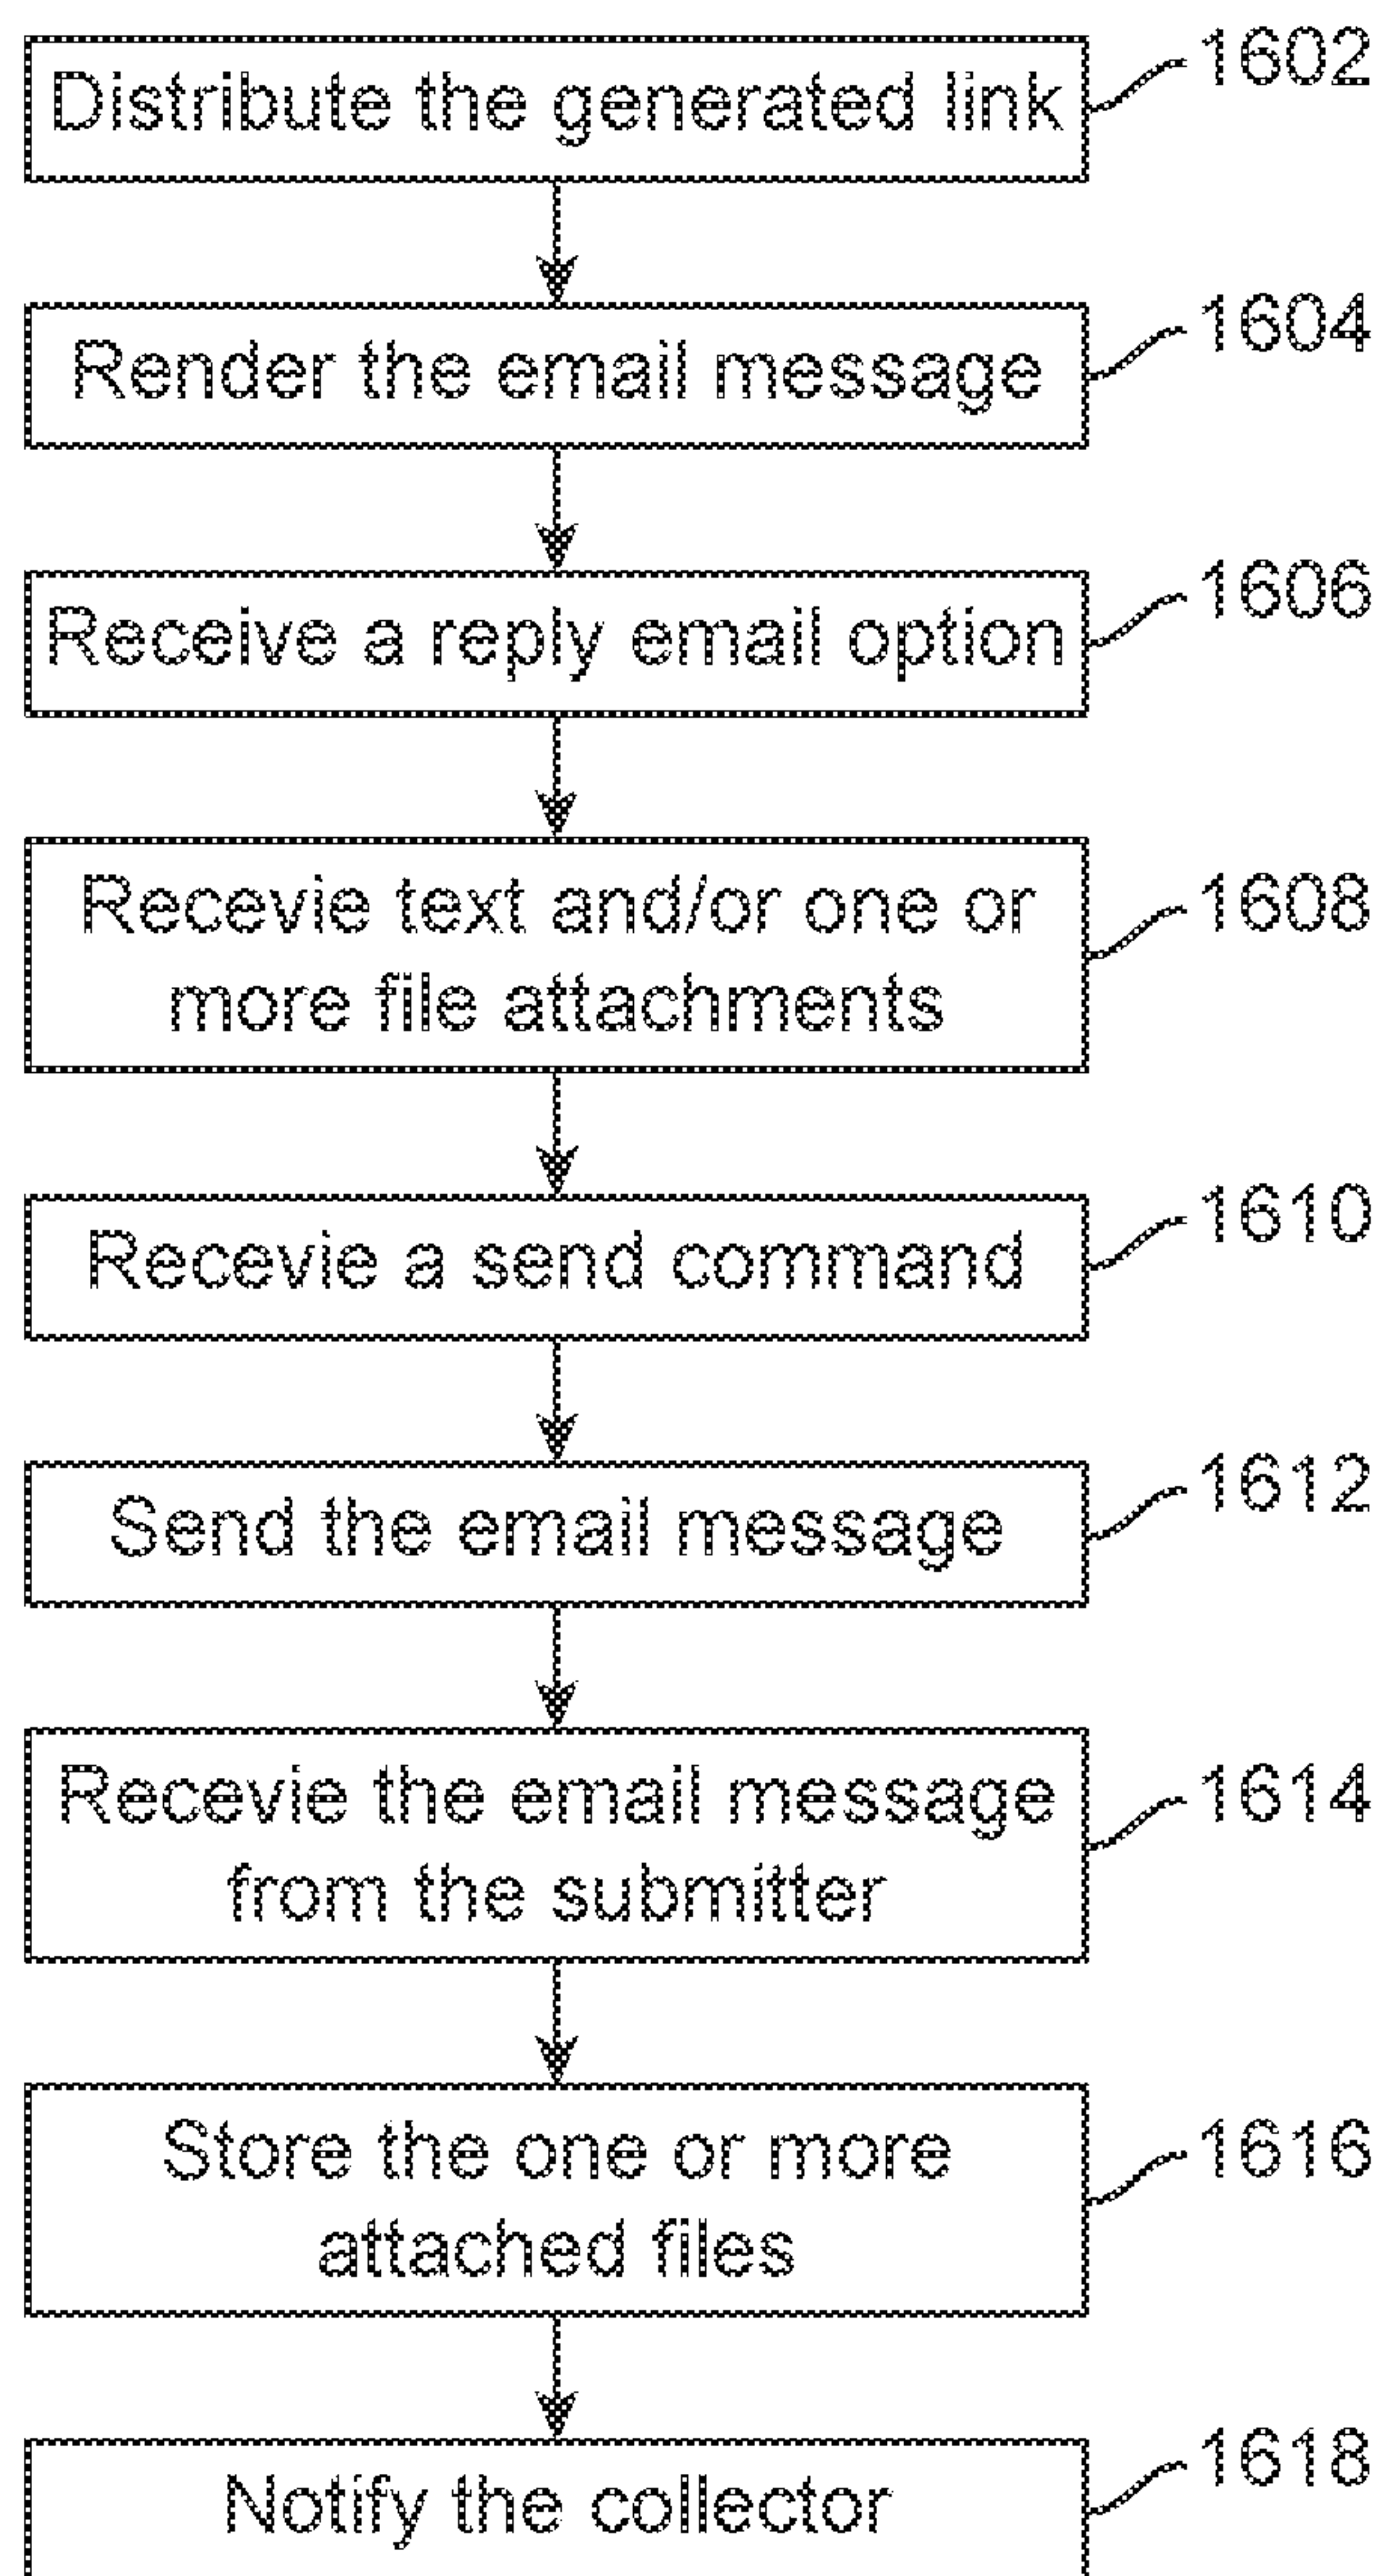 Distribute the generated link
1602
Render the email message
1604
Receive a reply email option
1606
Recevie text and/or one or
more file attachments
1608
Recevie a send command
1610
Send the email message
1612
Recevie the email message
from the submitter
1614
Store the one or more
attached files
1616
Notify the collector
1618